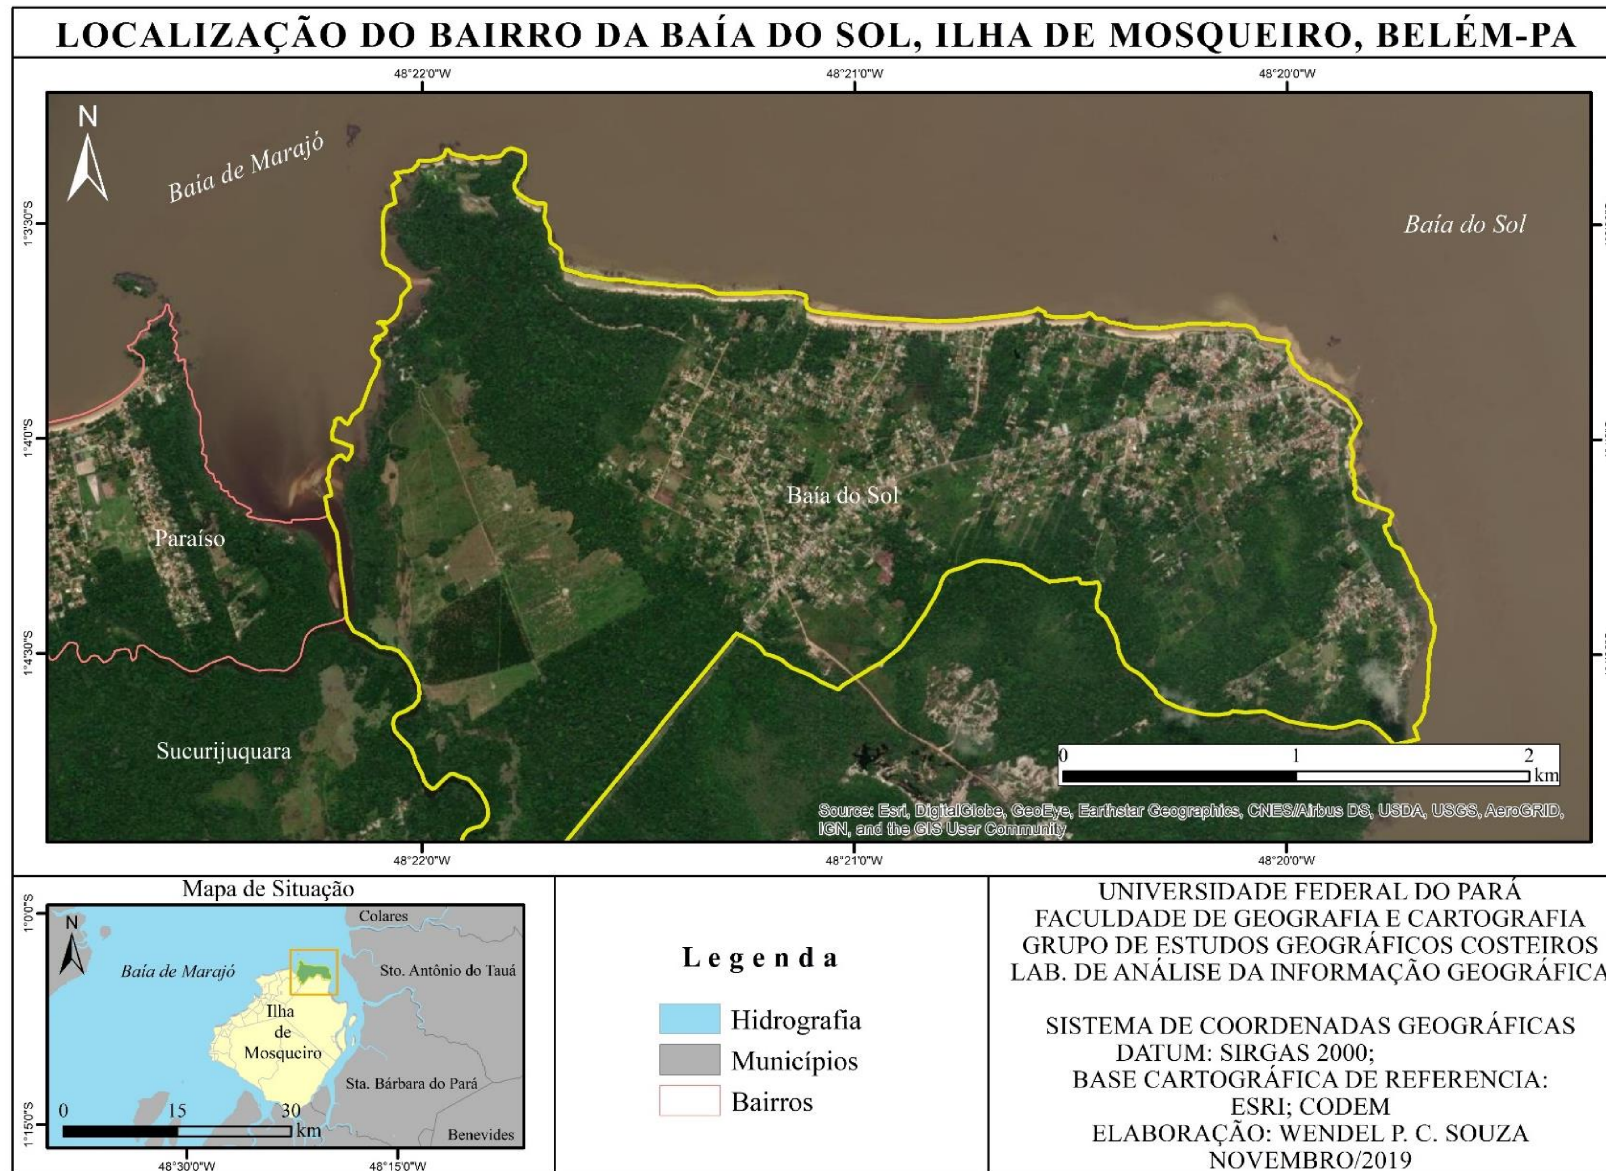 LOCALIZAÇÃO DO BAIRRO DA BAÍA DO SOL, ILHA DE MOSQUEIRO, BELÉM-PA
48°22'0"W
48°21'0"W
48°20'0"W
N
Baía de Marajó
Baía do Sol
1°3'30"S
1°4'0"S
Baía do Sol
Paraíso
1°4'30"S
Sucurijuquara
0 1 2
km
Source: Esri, DigitalGlobe, GeoEye, Earthstar Geographics, CNES/Airbus DS, USDA, USGS, AeroGRID,
IGN, and the GIS User Community
48°22'0"W
48°21'0"W
48°20'0"W
Mapa de Situação
1°0'0"S
N
Colares
Baía de Marajó
Sto. Antônio do Tauá
Ilha
de
Mosqueiro
Sta. Bárbara do Pará
0 15 30
km
Benevides
1°15'0"S
48°30'0"W
48°15'0"W
Legenda
Hidrografia
Municípios
Bairros
UNIVERSIDADE FEDERAL DO PARÁ
FACULDADE DE GEOGRAFIA E CARTOGRAFIA
GRUPO DE ESTUDOS GEOGRÁFICOS COSTEIROS
LAB. DE ANÁLISE DA INFORMAÇÃO GEOGRÁFICA
SISTEMA DE COORDENADAS GEOGRÁFICAS
DATUM: SIRGAS 2000;
BASE CARTOGRÁFICA DE REFERENCIA:
ESRI; CODEM
ELABORAÇÃO: WENDEL P. C. SOUZA
NOVEMBRO/2019